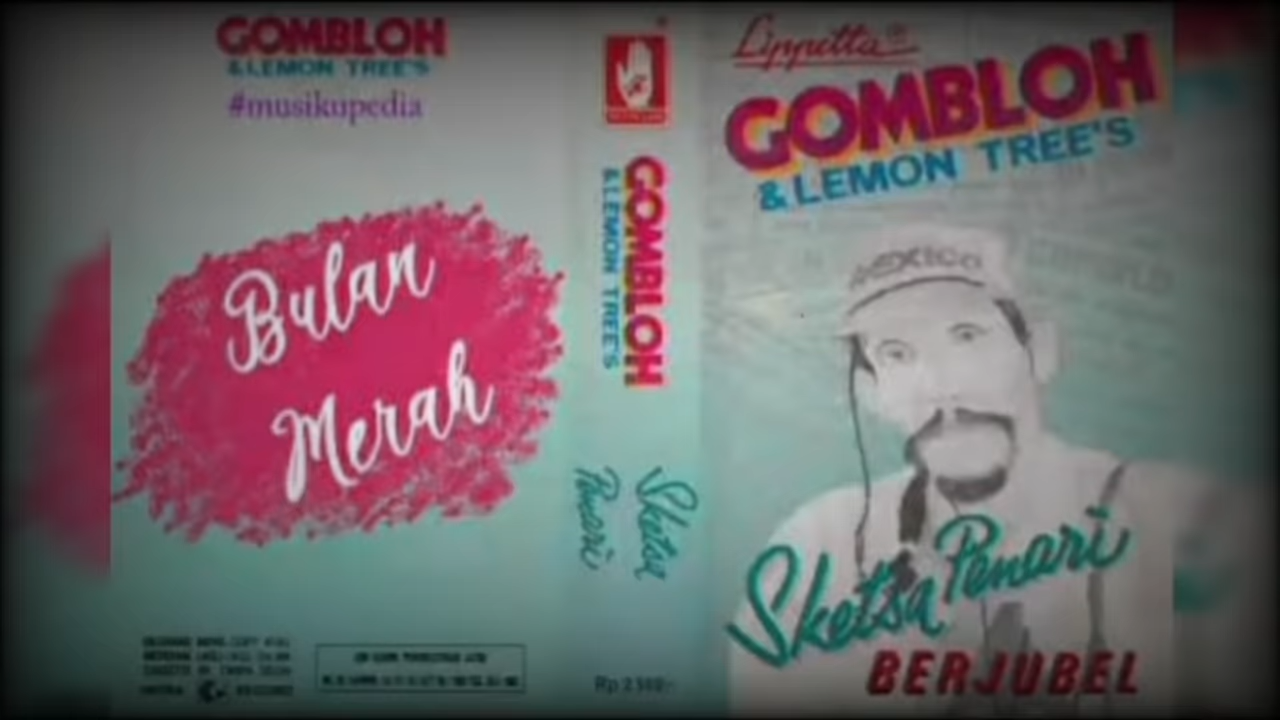 GOMBLOH
& LEMON TREE'S
#musikupedia
Bulan
Merah
GOMBLOH
& LEMON TREE'S
Sketsa
Penari
Lippetta
GOMBLOH
& LEMON TREE'S
MEXICO
Sketsa Penari
BERJUBEL